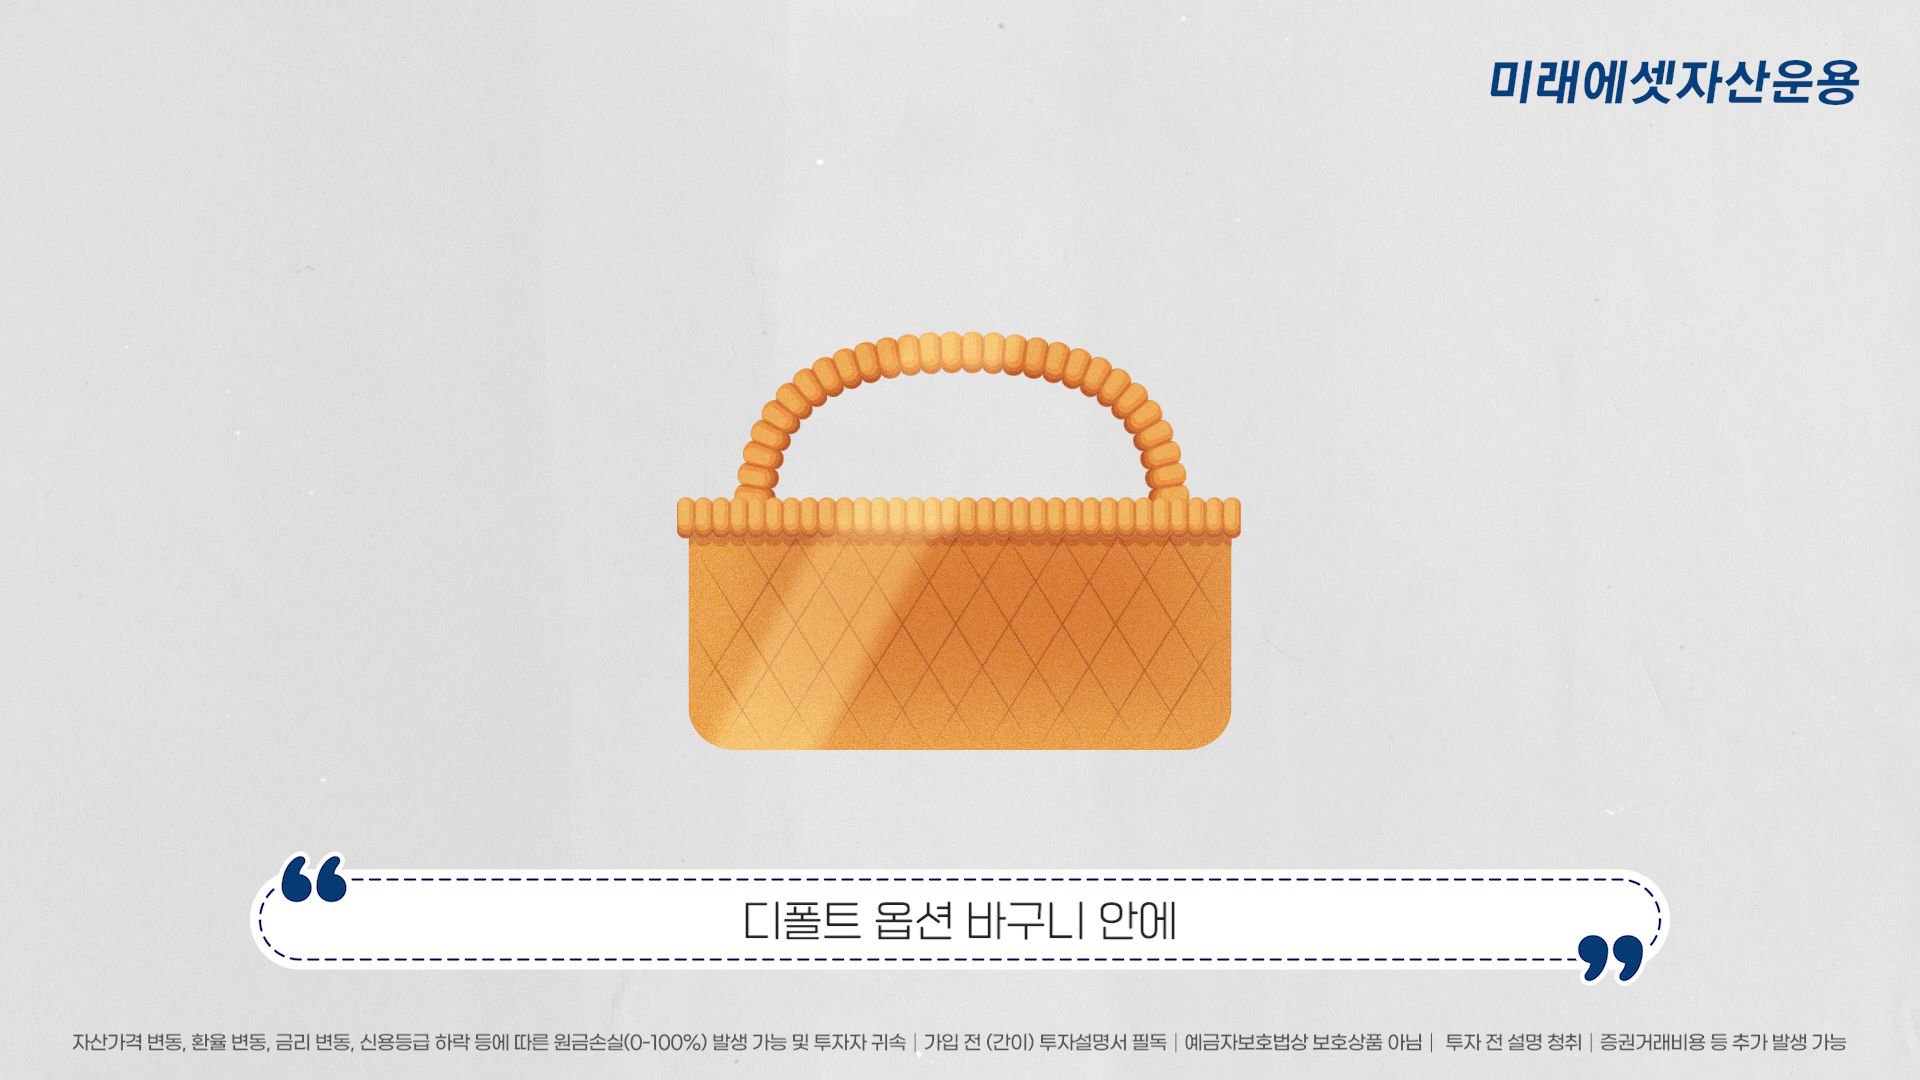 미래에셋자산운용
디폴트 옵션 바구니 안에
자산가격 변동, 환율 변동, 금리 변동, 신용등급 하락 등에 따른 원금손실(0-100%) 발생 가능 및 투자자 귀속 | 가입 전 (간이) 투자설명서 필독 | 예금자보호법상 보호상품 아님 | 투자 전 설명 청취 | 증권거래비용 등 추가 발생 가능